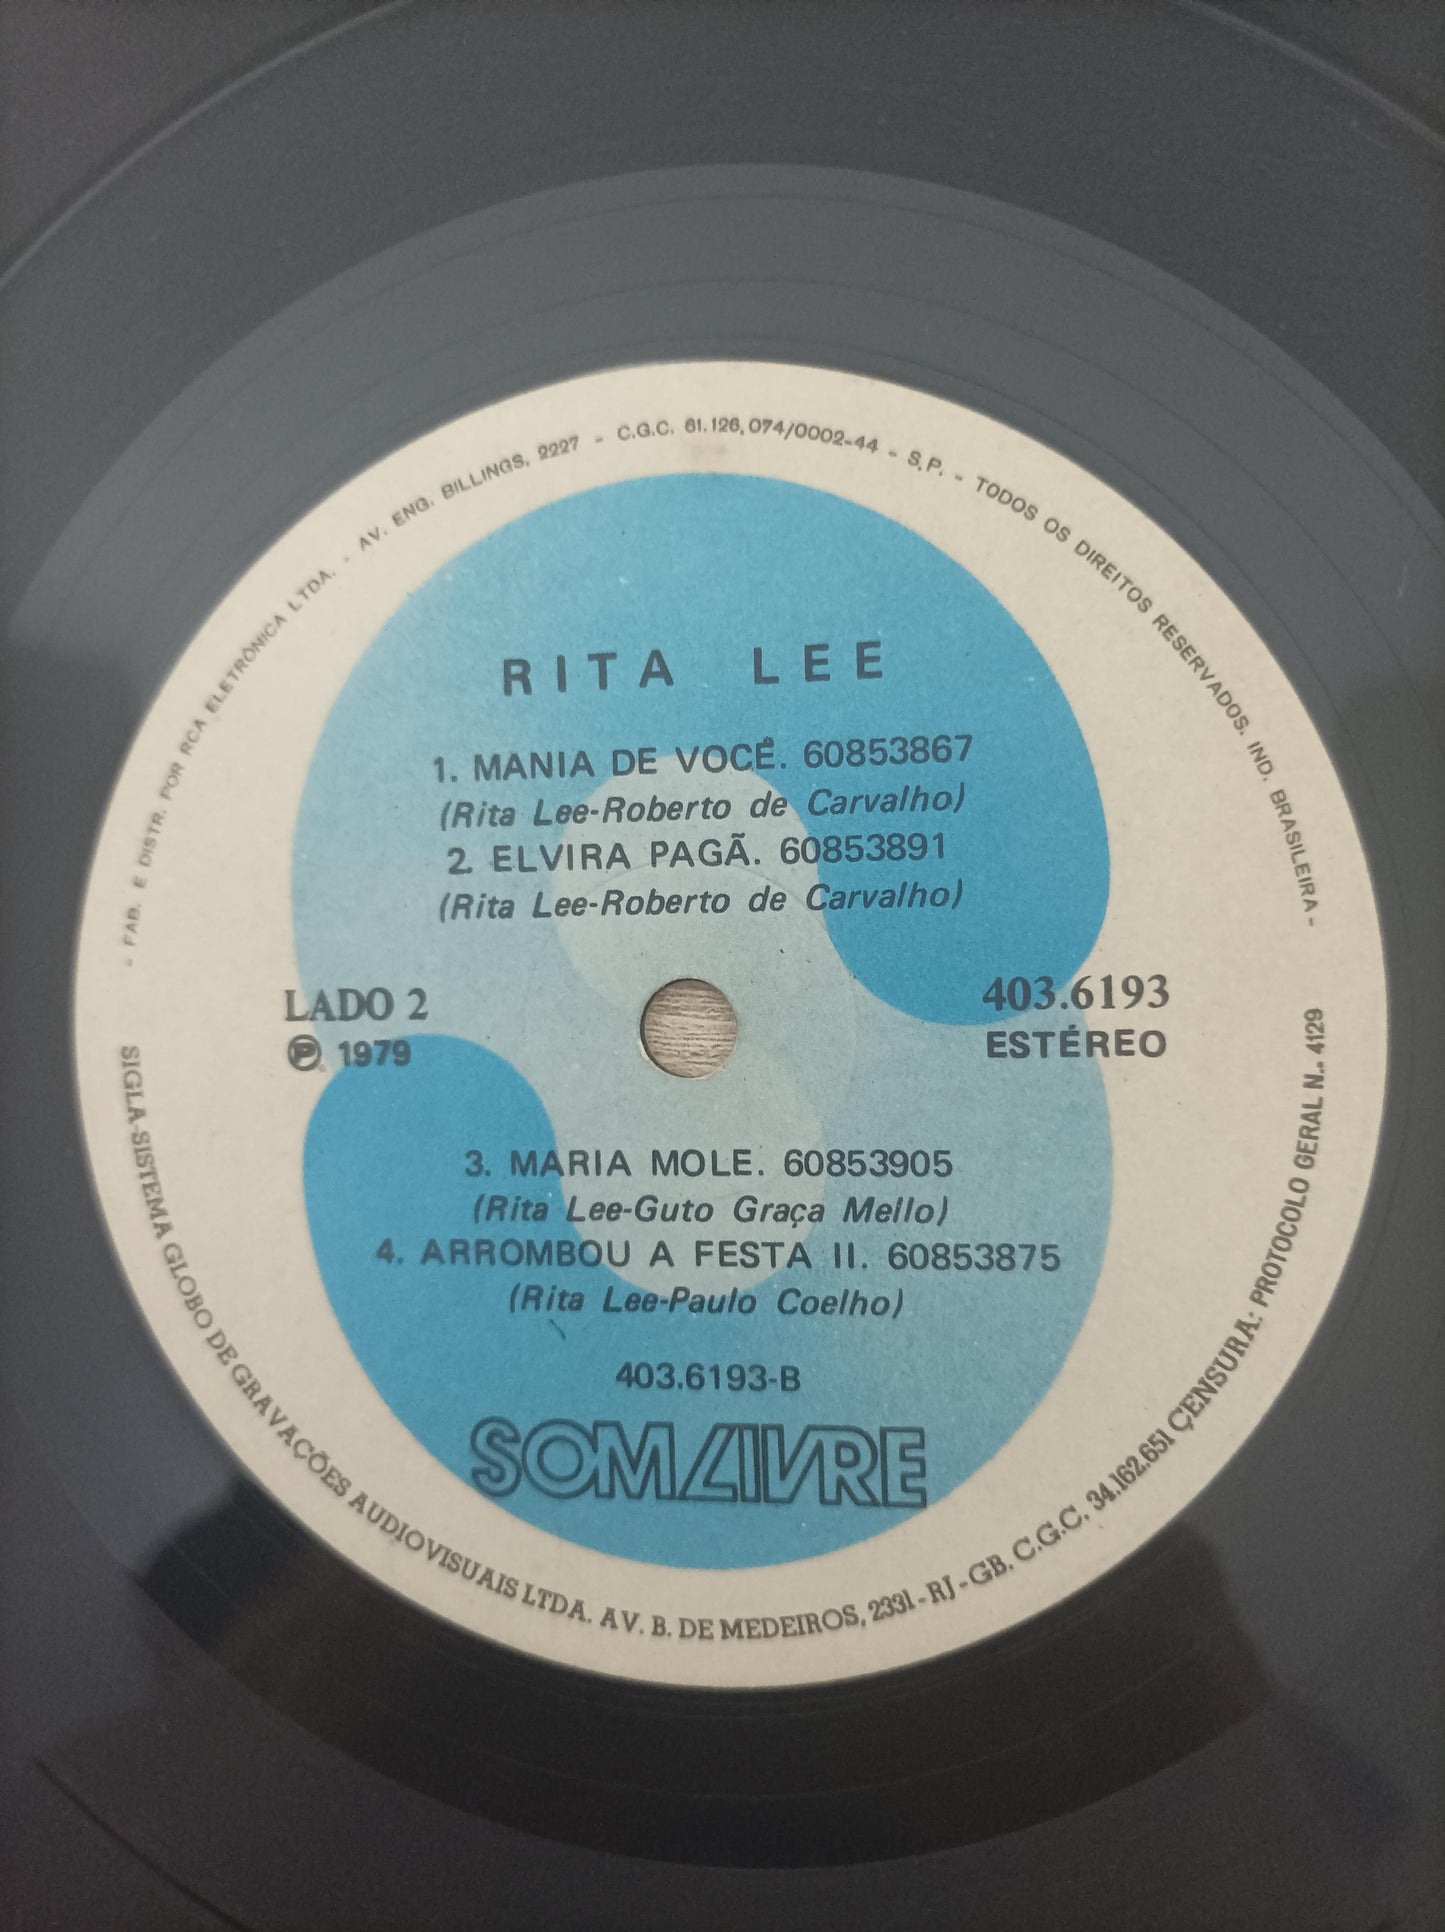 - FAB. E DISTR. POR RCA ELETRÔNICA LTDA. - AV. ENG. BILLINGS, 2227 - C.G.C. 61.126.074/0002-44 - S.P. - TODOS OS DIREITOS RESERVADOS. IND. BRASILEIRA -
RITA LEE
1. MANIA DE VOCÊ. 60853867
(Rita Lee-Roberto de Carvalho)
2. ELVIRA PAGÃ. 60853891
(Rita Lee-Roberto de Carvalho)
LADO 2
Ⓟ. 1979
403.6193
ESTÉREO
3. MARIA MOLE. 60853905
(Rita Lee-Guto Graça Mello)
4. ARROMBOU A FESTA II. 60853875
(Rita Lee-Paulo Coelho)
403.6193-B
SOM LIVRE
SIGLA-SISTEMA GLOBO DE GRAVAÇÕES AUDIOVISUAIS LTDA. AV. B. DE MEDEIROS, 2331 - RJ - GB. C.G.C. 34.162.651 ÇENSURA: PROTOCOLO GERAL N.º 4129